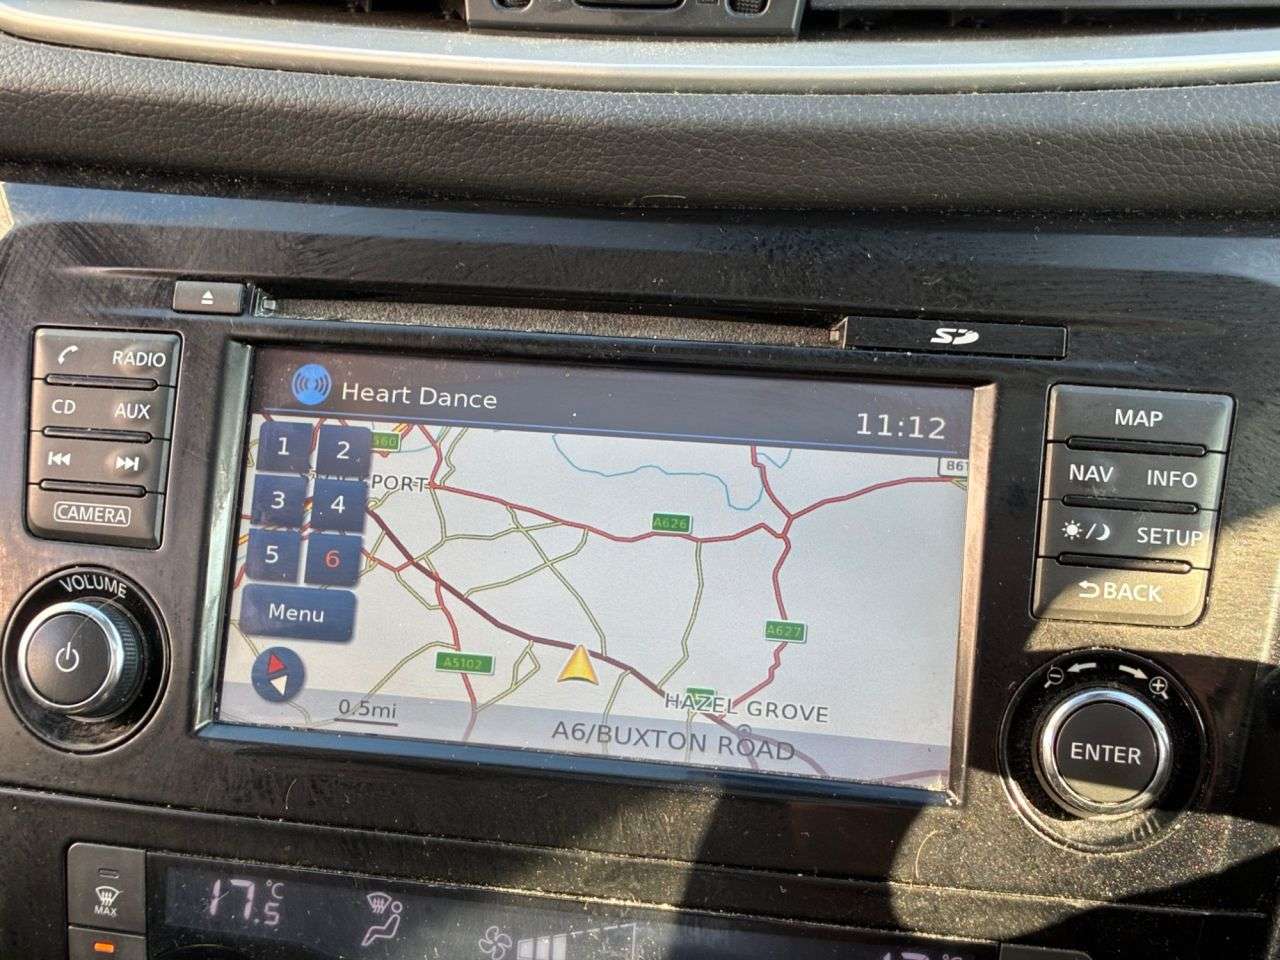 SD
RADIO
CD AUX
CAMERA
VOLUME
Heart Dance
11:12
1 2
3 4
5 6
Menu
PORT
A626
A627
A5102
HAZEL GROVE
0.5mi
A6/BUXTON ROAD
MAP
NAV INFO
SETUP
BACK
ENTER
MAX
17.5°C